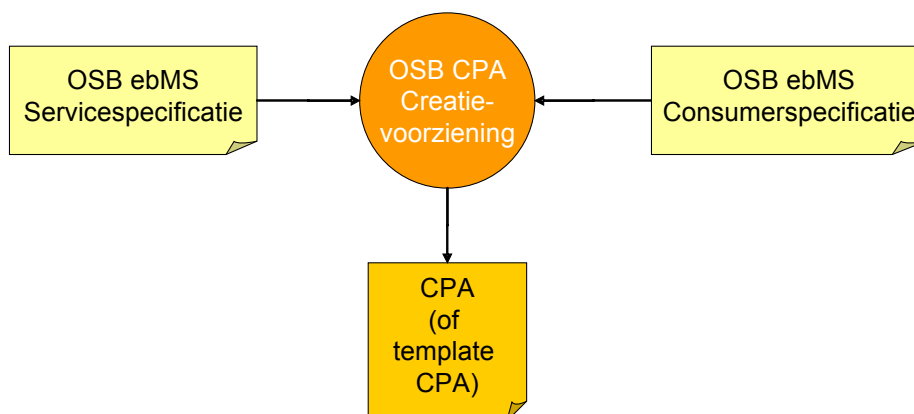 OSB ebMS
Servicespecificatie
OSB CPA
Creatie-
voorziening
OSB ebMS
Consumerspecificatie
CPA
(of
template
CPA)